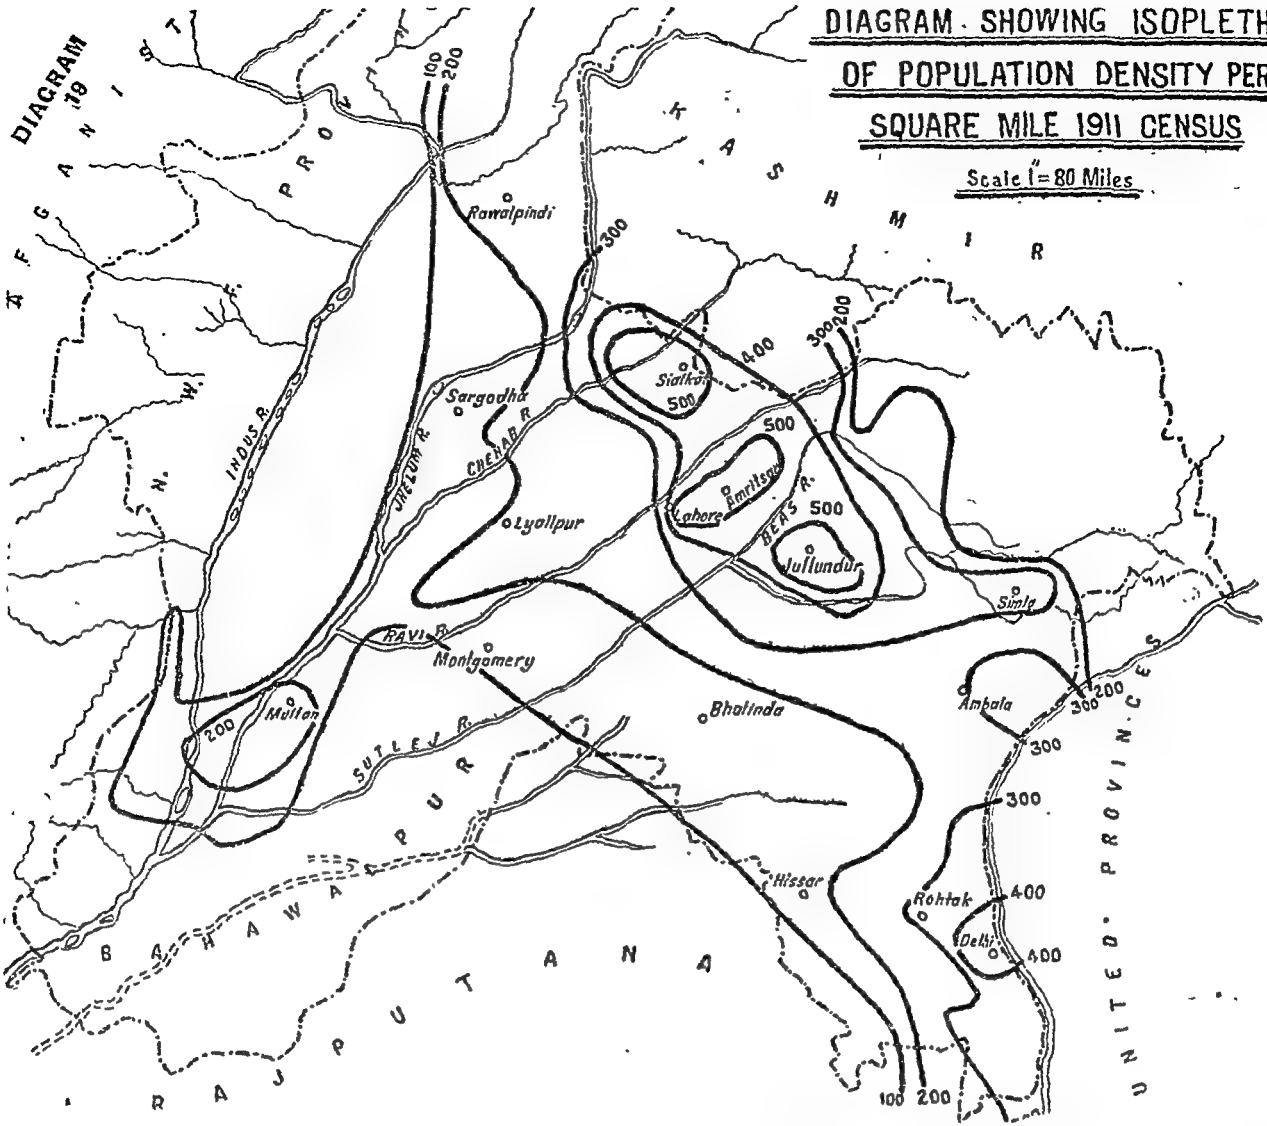 DIAGRAM 19
DIAGRAM SHOWING ISOPLETH
OF POPULATION DENSITY PER
SQUARE MILE 1911 CENSUS
Scale 1"= 80 Miles
AFGANIST
N. W. F. PROV
KASHMIR
100 200
Rawalpindi
300
300 200
400
Sialkot
500
Sargodha
500
INDUS R.
JHELUM R.
CHENAB R
Amritsar
Lahore
BEAS R.
500
Lyallpur
Jullundur
Simla
RAVI R
Montgomery
Ambala
300 200
Multan
200
Bhatinda
300
SUTLEJ R.
300
Hissar
Rohtak
400
Delhi
400
BAHAWALPUR
RAJPUTANA
UNITED PROVINCES
100 200